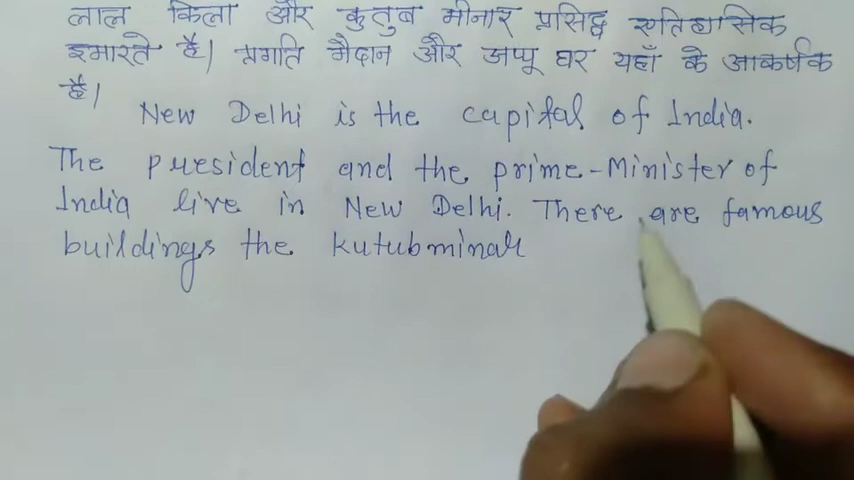 लाल किला और कुतुब मीनार प्रसिद्ध एतिहासिक
इमारते है। प्रगति मैदान और अप्पू घर यहाँ के आकर्षक
है।
New Delhi is the capital of India.
The president and the prime-Minister of
India live in New Delhi. There are famous
buildings the kutubminar